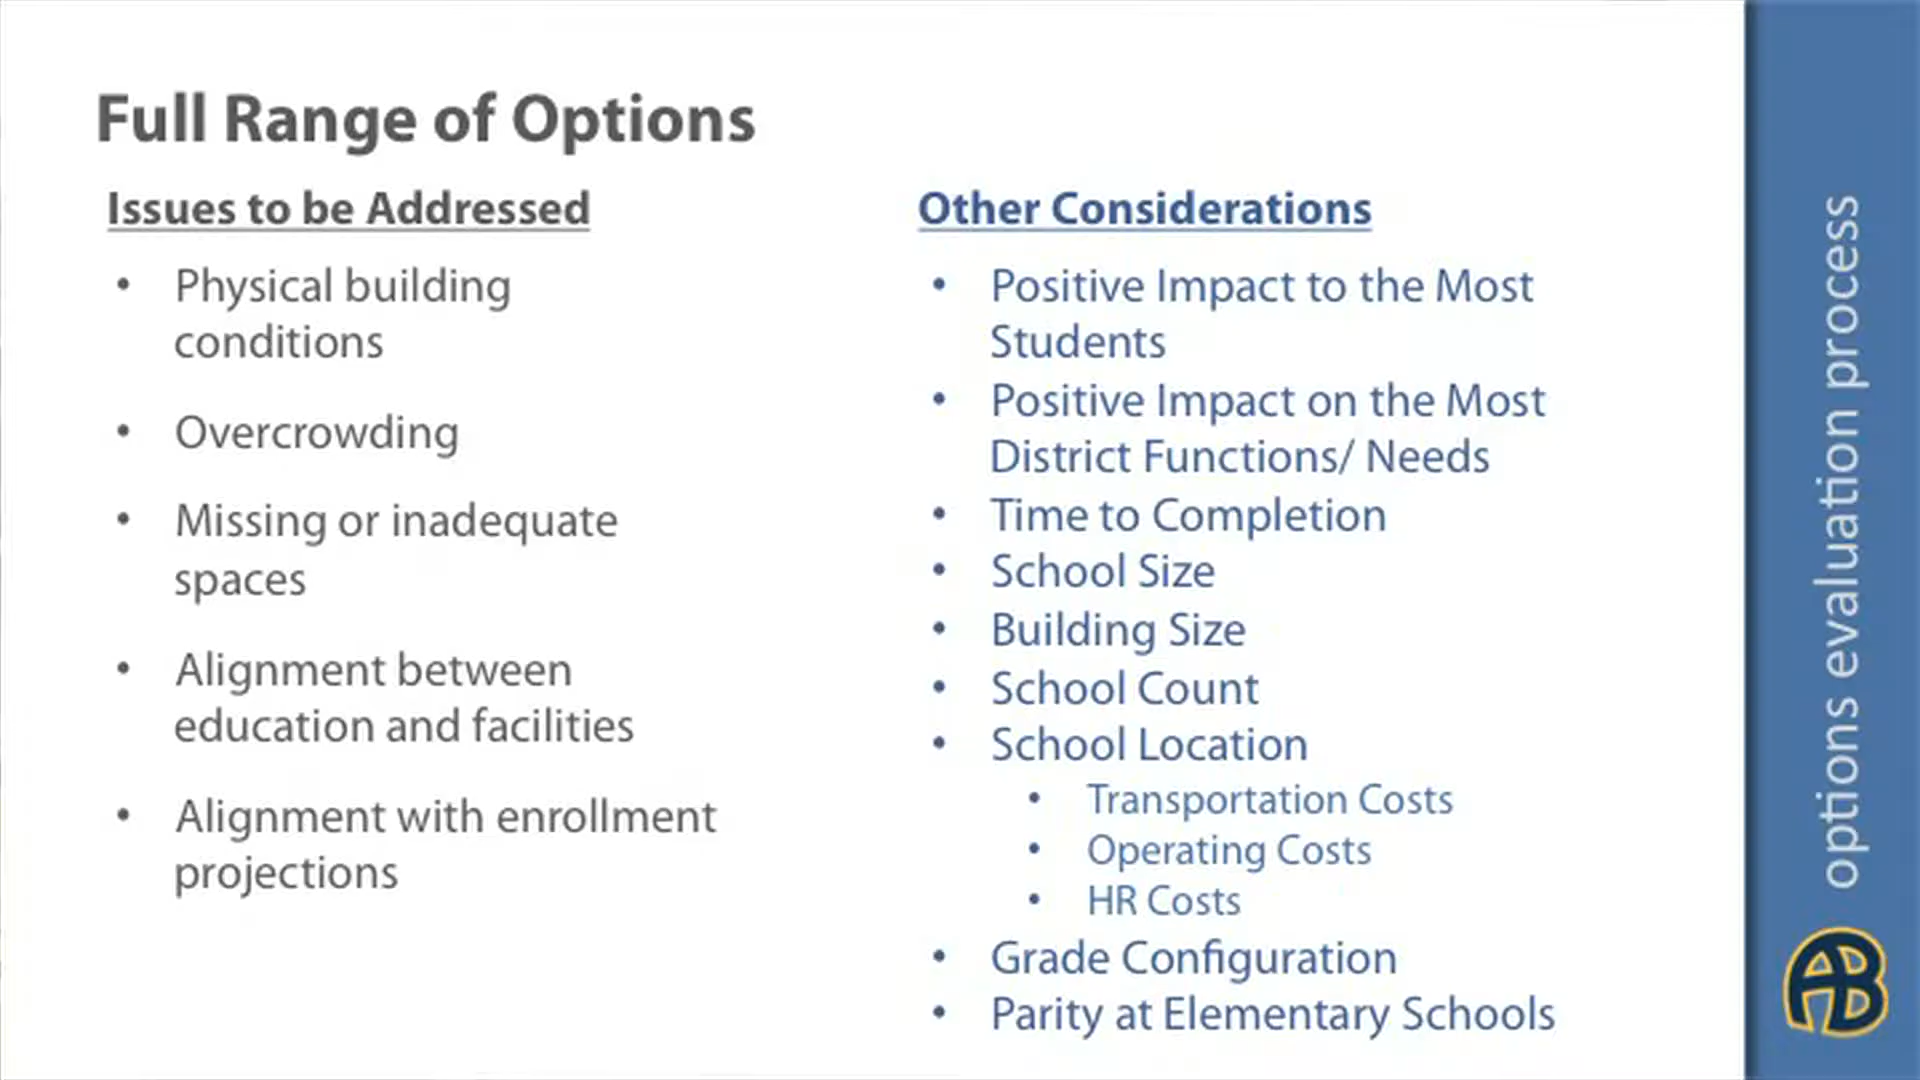 Full Range of Options
Issues to be Addressed
• Physical building
conditions
• Overcrowding
• Missing or inadequate
spaces
• Alignment between
education and facilities
• Alignment with enrollment
projections
Other Considerations
• Positive Impact to the Most
Students
• Positive Impact on the Most
District Functions/ Needs
• Time to Completion
• School Size
• Building Size
• School Count
• School Location
• Transportation Costs
• Operating Costs
• HR Costs
• Grade Configuration
• Parity at Elementary Schools
options evaluation process
AB